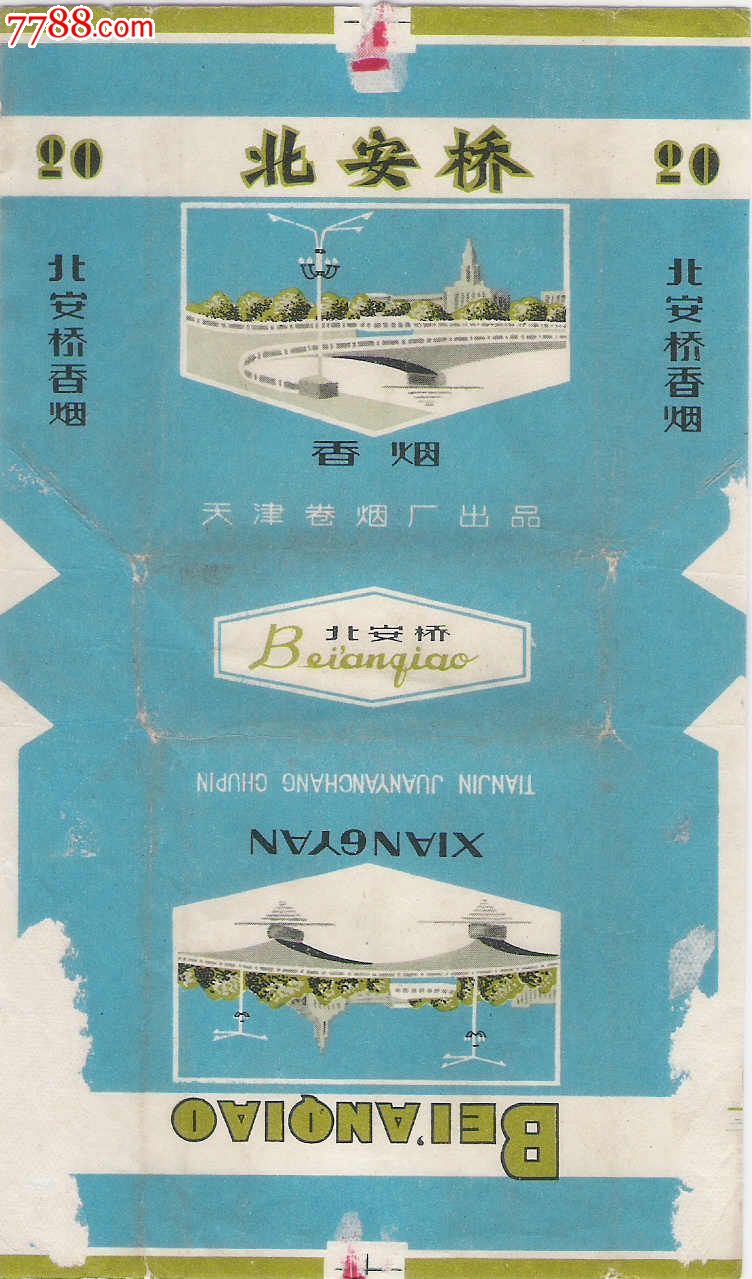 7788.com
20 北安桥 20
北安桥香烟
北安桥香烟
香烟
天津卷烟厂出品
北安桥
Bei'anqiao
TIANJIN JUANYANCHANG CHUPIN
XIANGYAN
BEI'ANQIAO